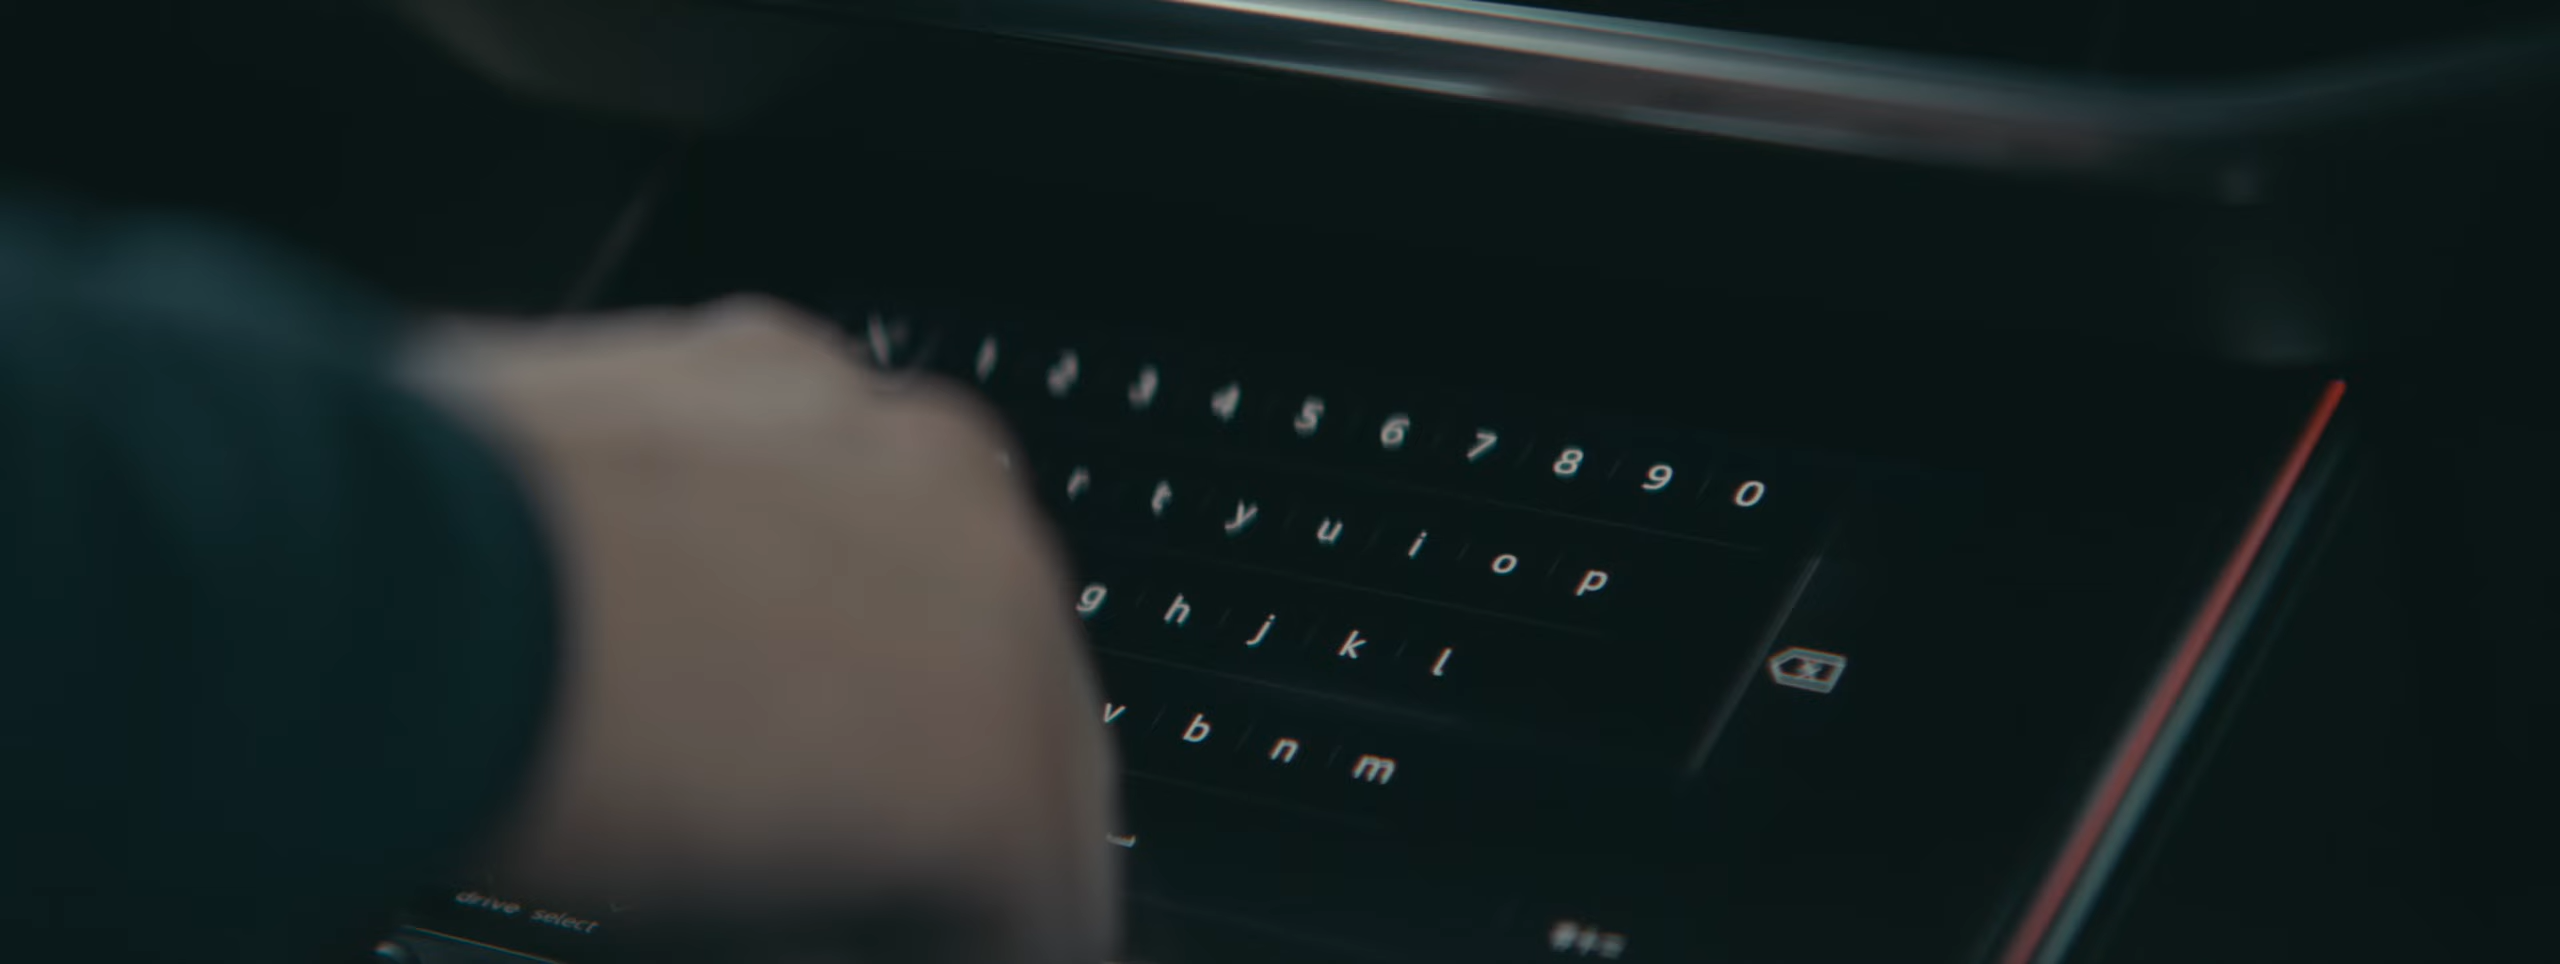 1 2 3 4 5 6 7 8 9 0
r t y u i o p
g h j k l
v b n m
drive select